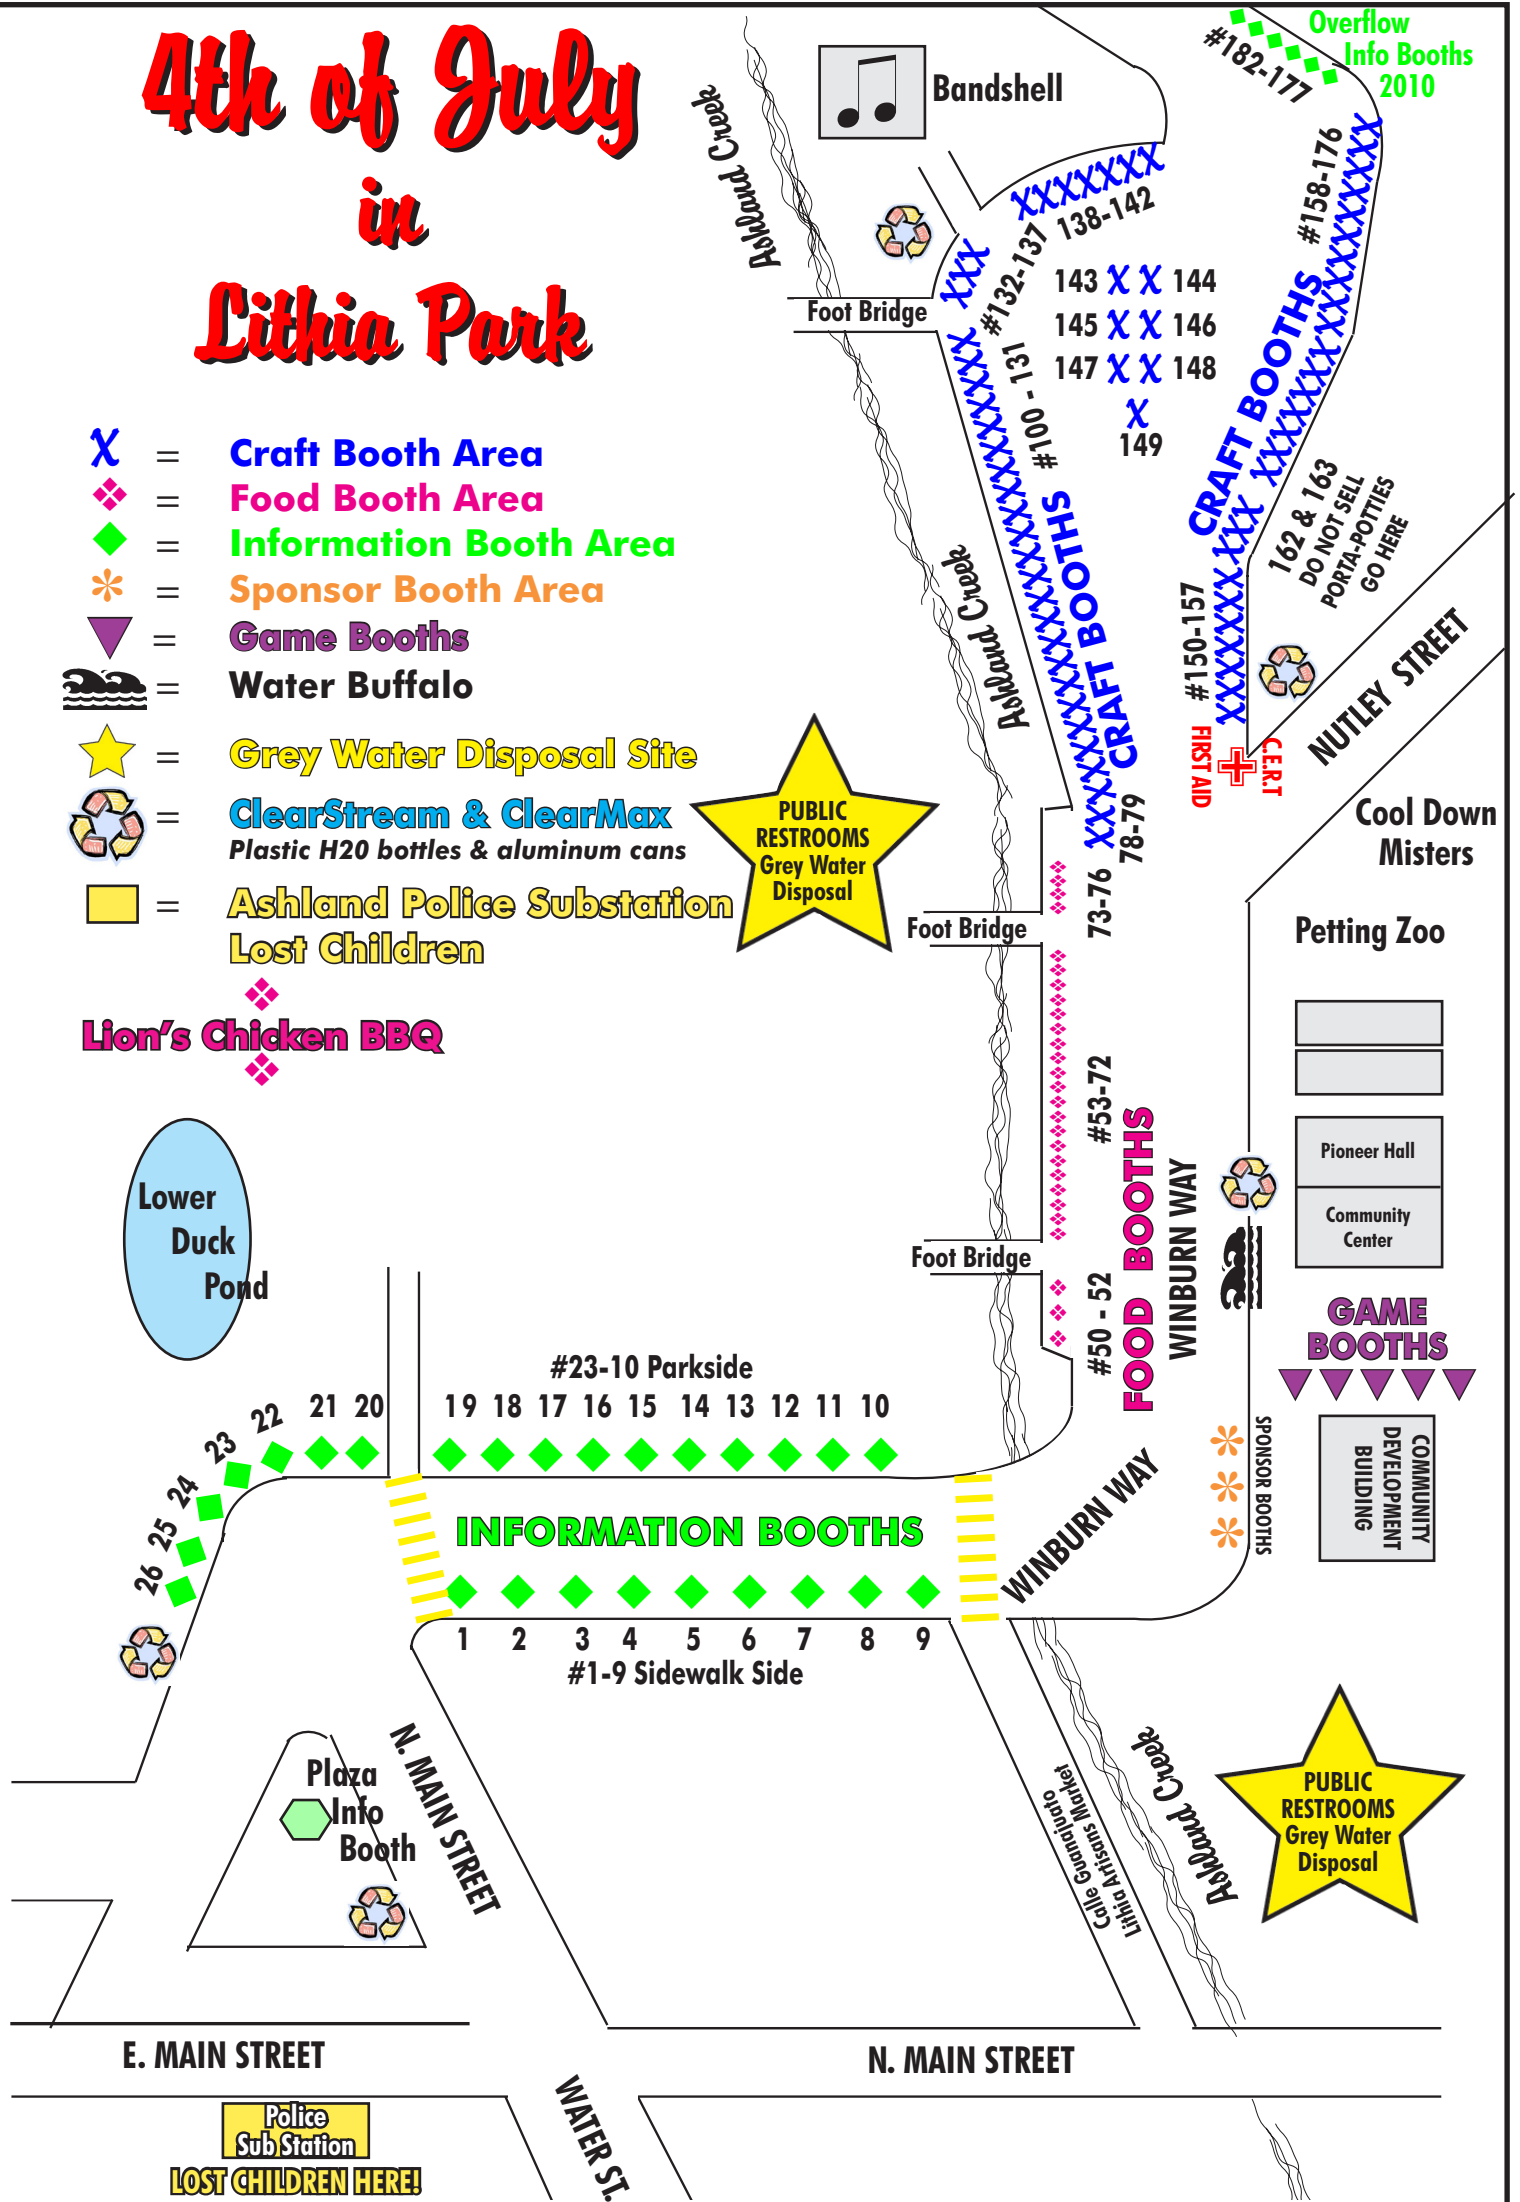 4th of July
in
Lithia Park
X = Craft Booth Area
= Food Booth Area
= Information Booth Area
= Sponsor Booth Area
= Game Booths
= Water Buffalo
= Grey Water Disposal Site
= ClearStream & ClearMax
Plastic H20 bottles & aluminum cans
= Ashland Police Substation
Lost Children
Lion's Chicken BBQ
Lower
Duck
Pond
Bandshell
Ashland Creek
Foot Bridge
Overflow
Info Booths
2010
#182-177
#158-176
138-142
#132-137
143 X X 144
145 X X 146
147 X X 148
X
149
#100 - 131
CRAFT BOOTHS
CRAFT BOOTHS
162 & 163
DO NOT SELL
PORTA-POTTIES
GO HERE
#150-157
Ashland Creek
NUTLEY STREET
FIRST AID
C.E.R.T
Cool Down
Misters
PUBLIC
RESTROOMS
Grey Water
Disposal
78-79
73-76
Foot Bridge
Petting Zoo
#53-72
FOOD BOOTHS
WINBURN WAY
Pioneer Hall
Community
Center
Foot Bridge
#50 - 52
GAME
BOOTHS
SPONSOR BOOTHS
COMMUNITY
DEVELOPMENT
BUILDING
#23-10 Parkside
26 25 24 23 22 21 20 19 18 17 16 15 14 13 12 11 10
INFORMATION BOOTHS
WINBURN WAY
1 2 3 4 5 6 7 8 9
#1-9 Sidewalk Side
Plaza
Info
Booth
N. MAIN STREET
Calle Guanajuato
Lithia Artisans Market
Ashland Creek
PUBLIC
RESTROOMS
Grey Water
Disposal
E. MAIN STREET
N. MAIN STREET
WATER ST.
Police
Sub Station
LOST CHILDREN HERE!